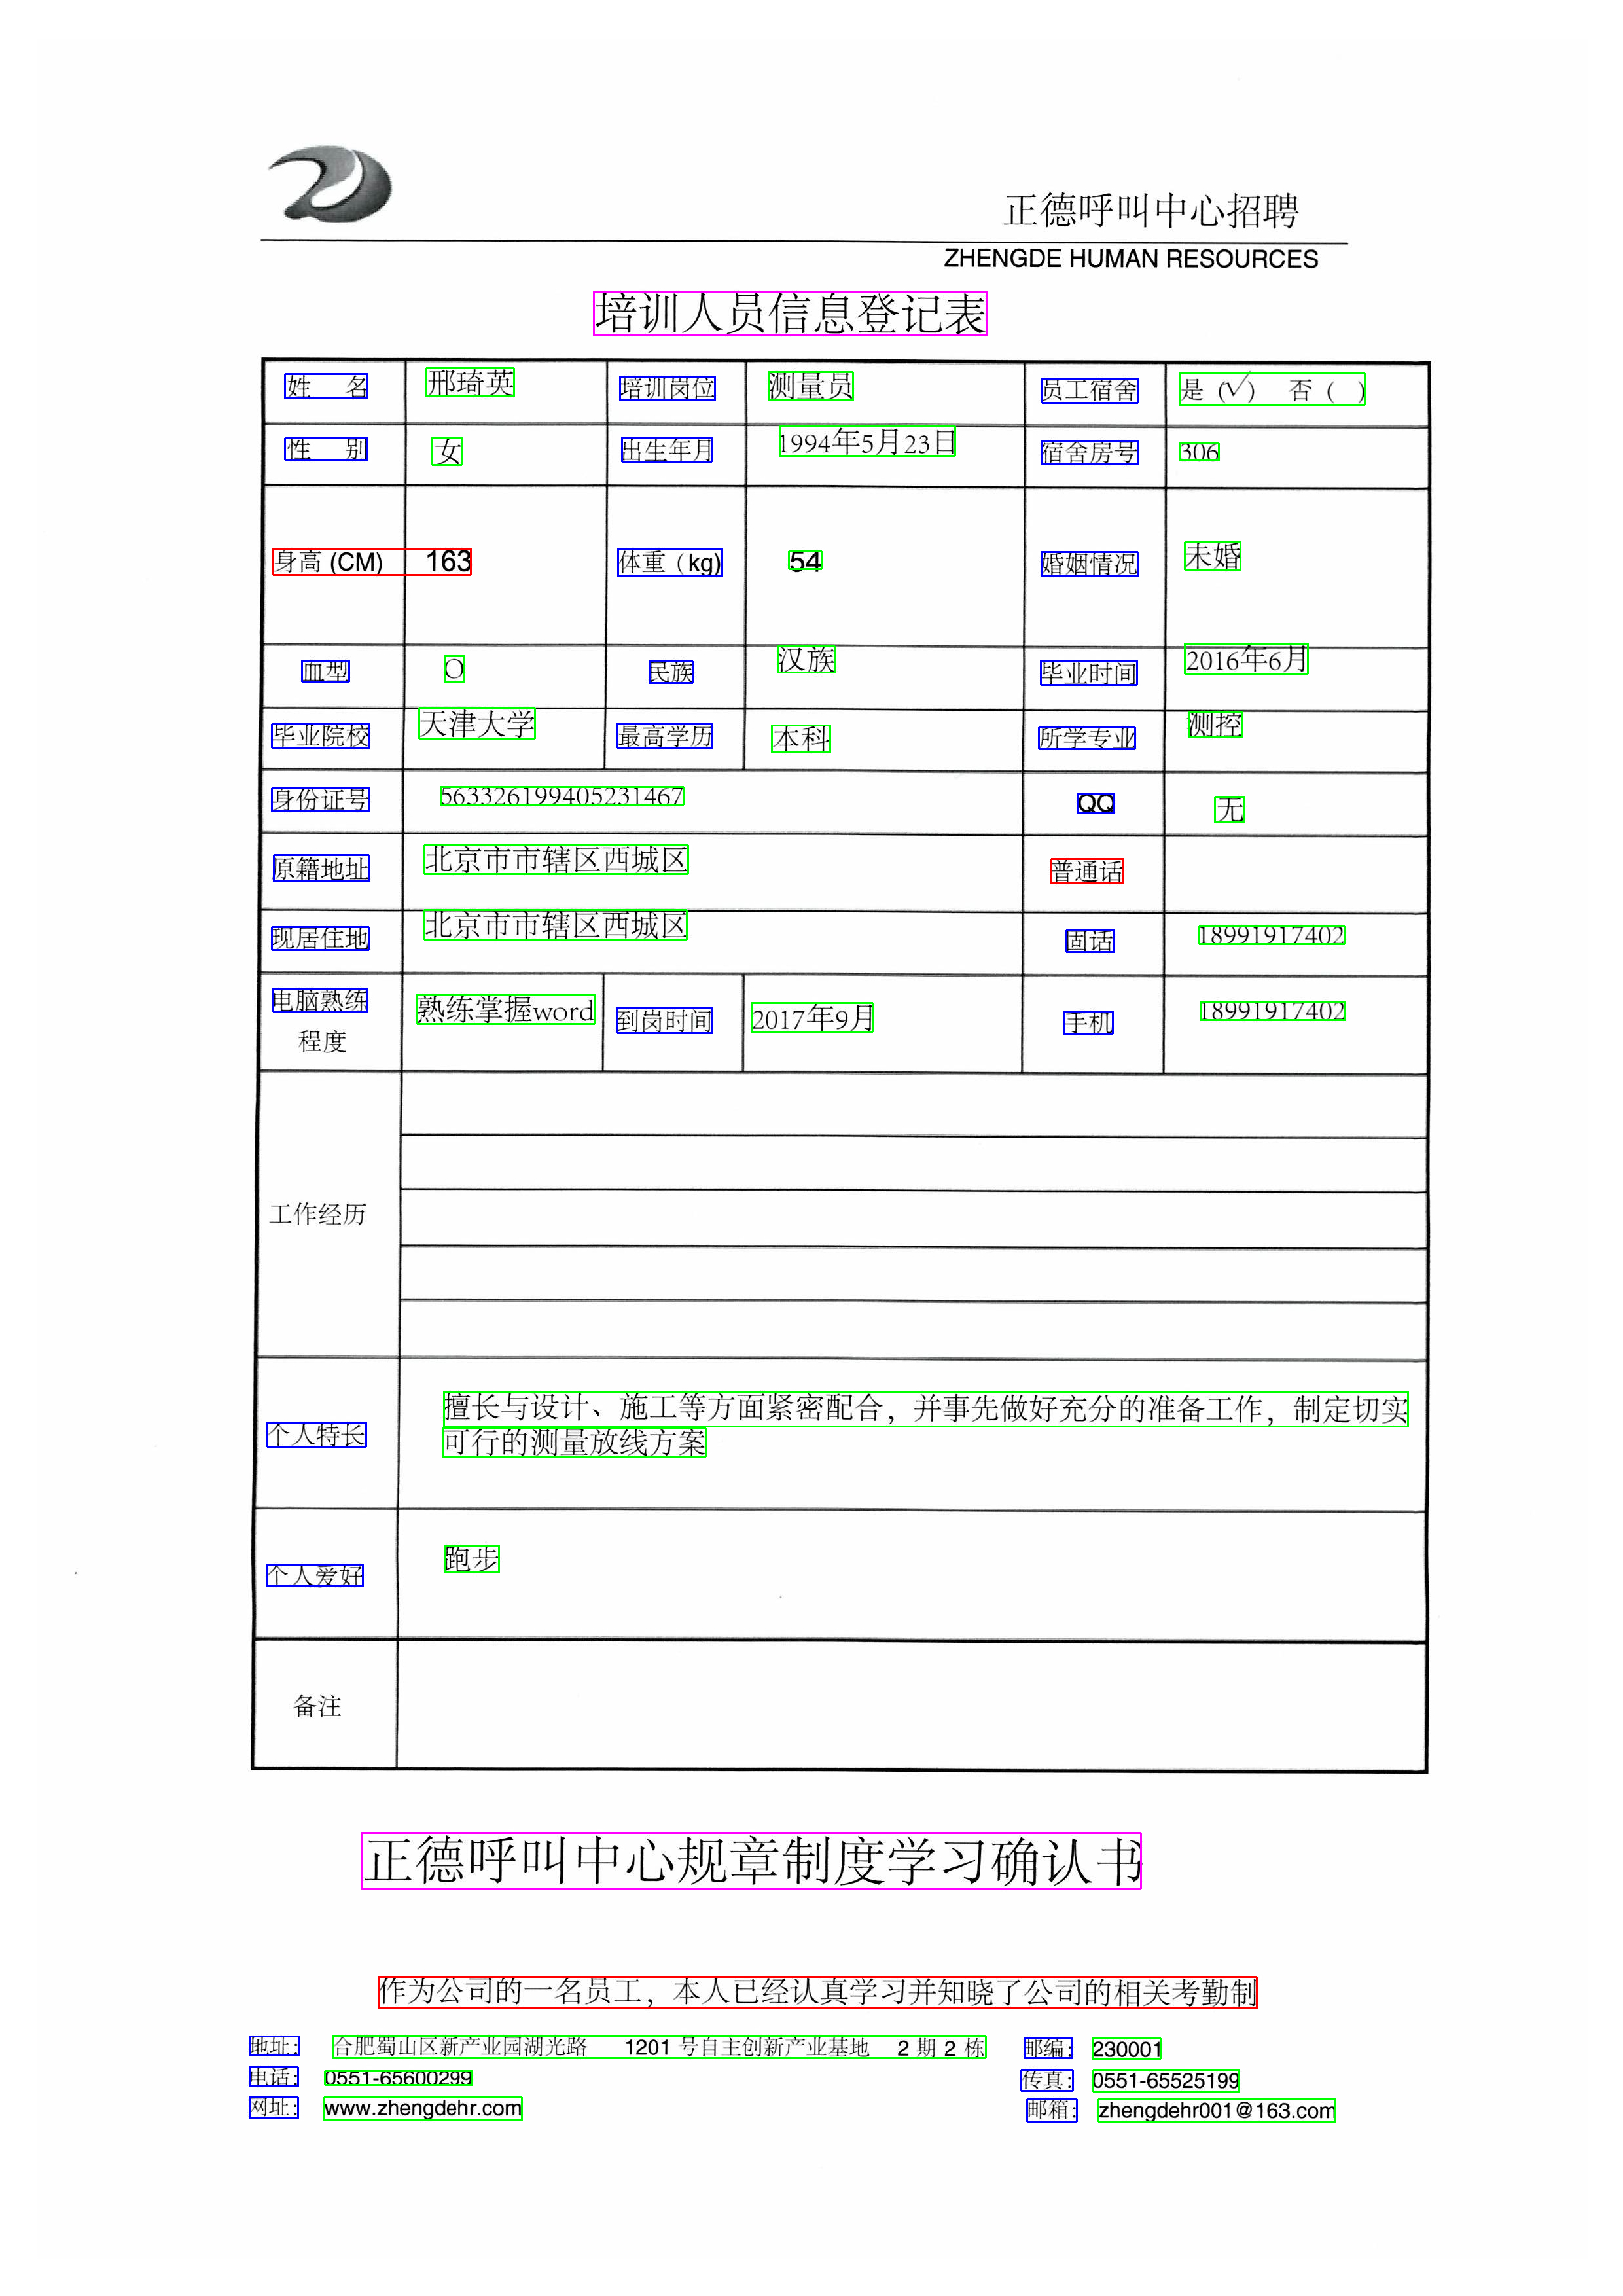 正德呼叫中心招聘
ZHENGDE HUMAN RESOURCES
培训人员信息登记表
姓 名 邢琦英 培训岗位 测量员 员工宿舍 是（√） 否（ ）
性 别 女 出生年月 1994年5月23日 宿舍房号 306
身高 (CM) 163 体重（kg) 54 婚姻情况 未婚
血型 O 民族 汉族 毕业时间 2016年6月
毕业院校 天津大学 最高学历 本科 所学专业 测控
身份证号 563326199405231467 QQ 无
原籍地址 北京市市辖区西城区 普通话
现居住地 北京市市辖区西城区 固话 18991917402
电脑熟练 熟练掌握word 到岗时间 2017年9月 手机 18991917402
程度
工作经历
个人特长 擅长与设计、施工等方面紧密配合，并事先做好充分的准备工作，制定切实
可行的测量放线方案
个人爱好 跑步
备注
正德呼叫中心规章制度学习确认书
作为公司的一名员工，本人已经认真学习并知晓了公司的相关考勤制
地址： 合肥蜀山区新产业园湖光路 1201 号自主创新产业基地 2 期 2 栋 邮编： 230001
电话： 0551-65600299 传真： 0551-65525199
网址： www.zhengdehr.com 邮箱： zhengdehr001@163.com